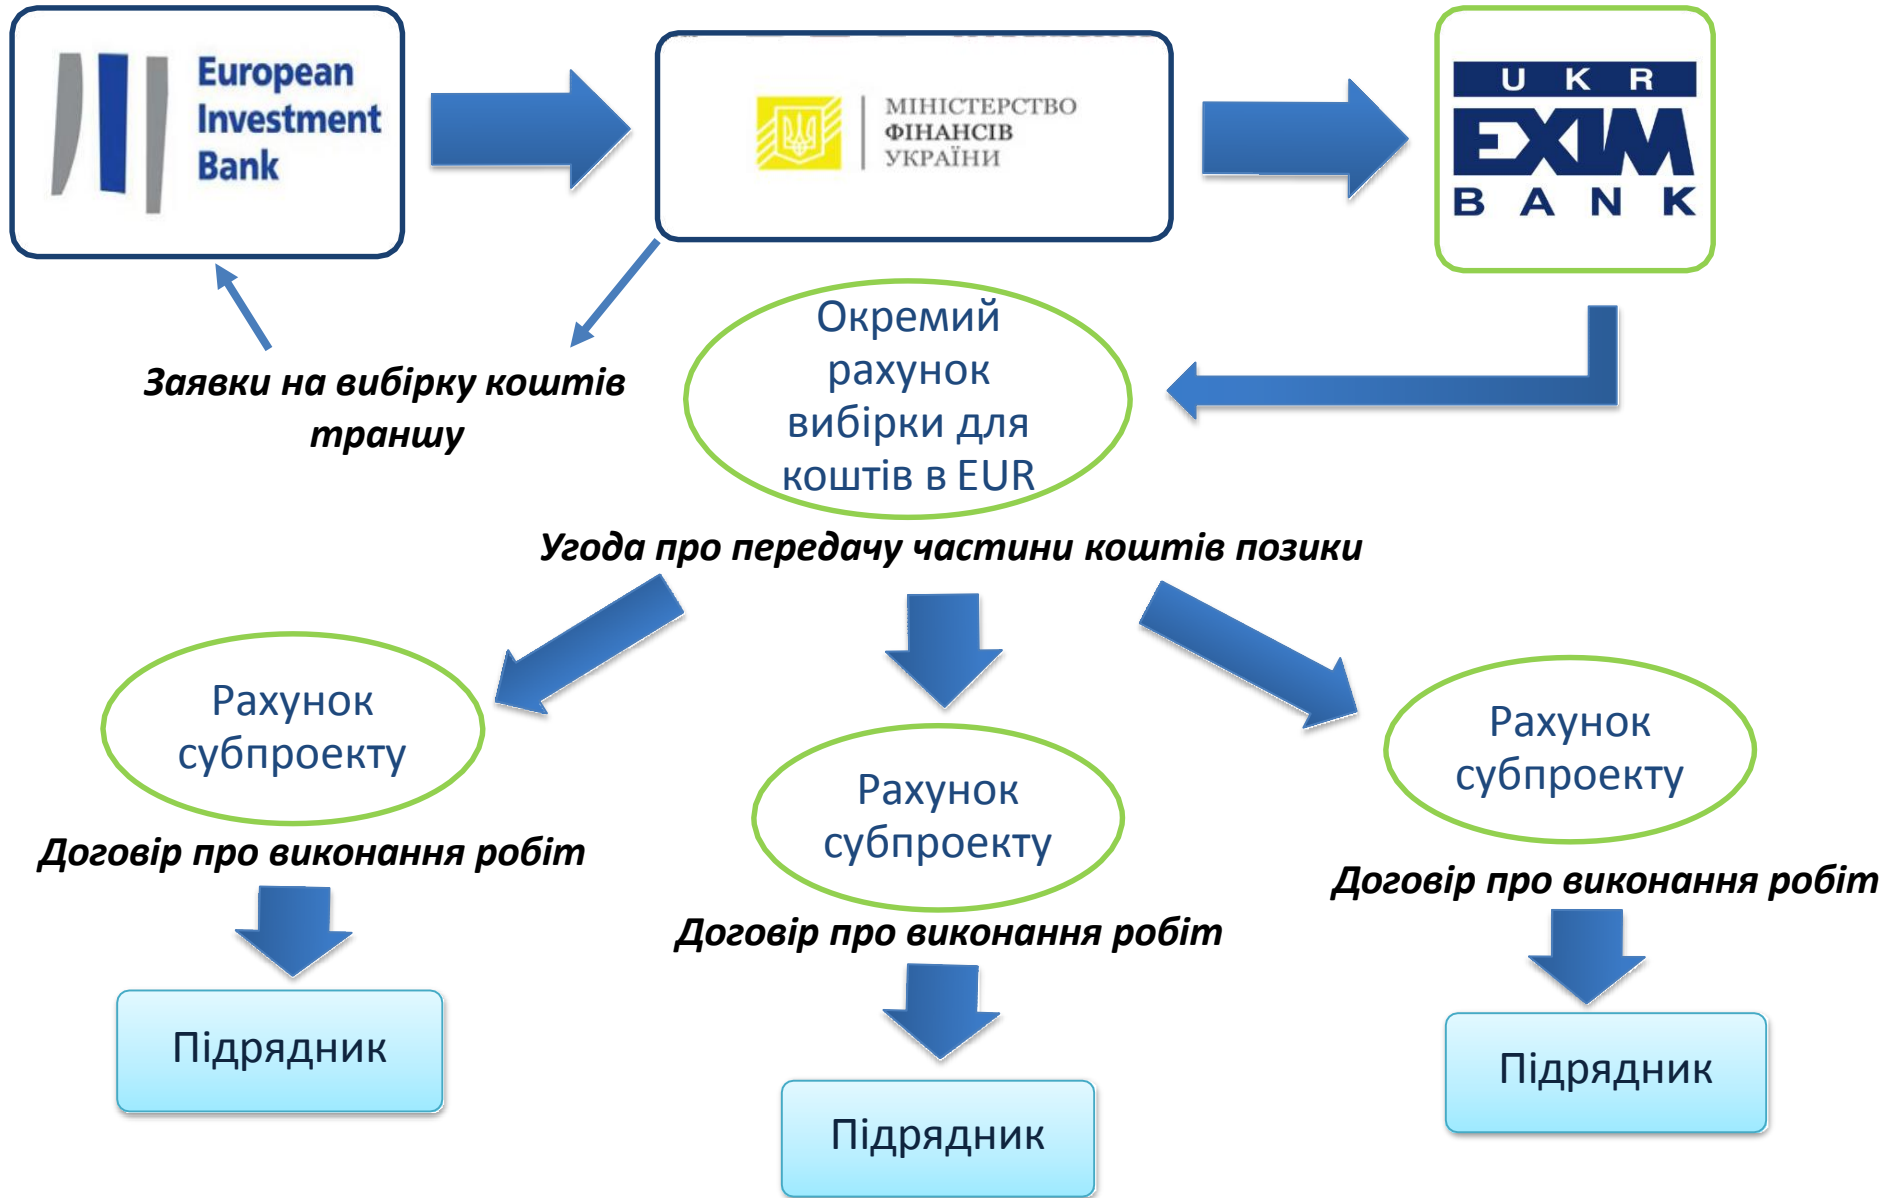 European
Investment
Bank
МІНІСТЕРСТВО
ФІНАНСІВ
УКРАЇНИ
UKR
EXIM
BANK
Заявки на вибірку коштів
траншу
Окремий
рахунок
вибірки для
коштів в EUR
Угода про передачу частини коштів позики
Рахунок
субпроекту
Рахунок
субпроекту
Рахунок
субпроекту
Договір про виконання робіт
Договір про виконання робіт
Договір про виконання робіт
Підрядник
Підрядник
Підрядник